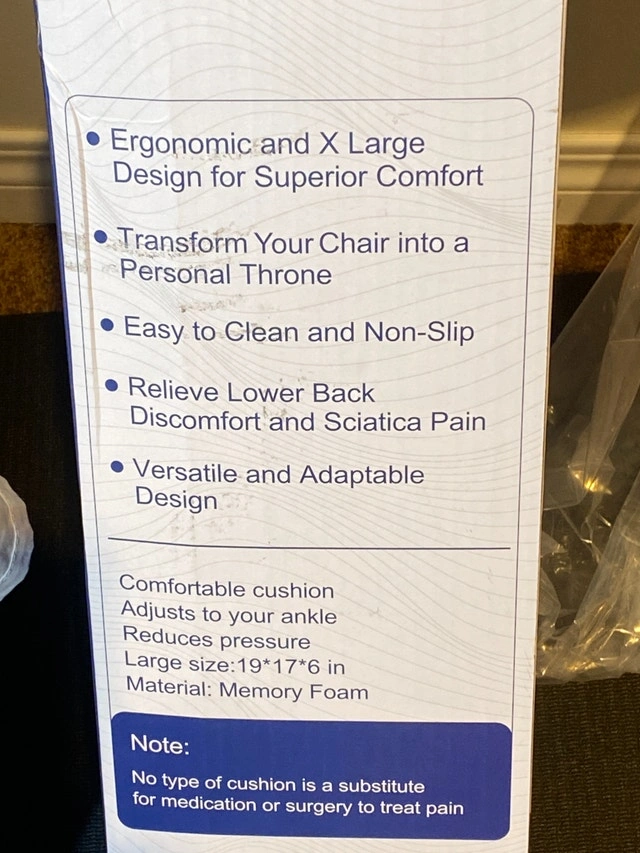 Ergonomic and X Large
Design for Superior Comfort
Transform Your Chair into a
Personal Throne
Easy to Clean and Non-Slip
Relieve Lower Back
Discomfort and Sciatica Pain
Versatile and Adaptable
Design
Comfortable cushion
Adjusts to your ankle
Reduces pressure
Large size:19*17*6 in
Material: Memory Foam
Note:
No type of cushion is a substitute
for medication or surgery to treat pain